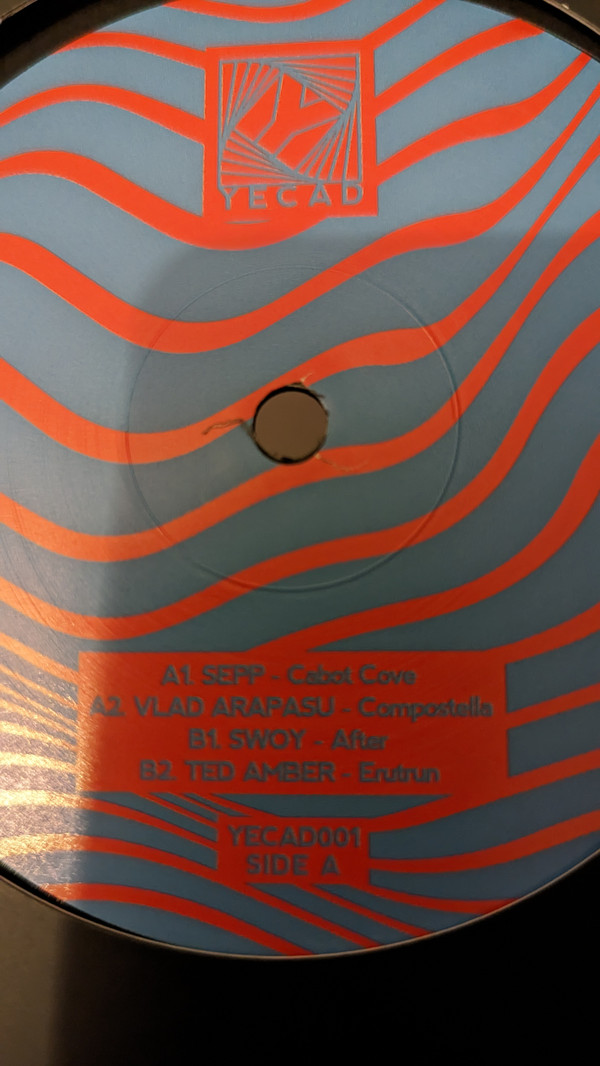 YECAD
A1. SEPP - Cabot Cove
A2. VLAD ARAPASU - Compostella
B1. SWOY - After
B2. TED AMBER - Erutrun
YECAD001
SIDE A